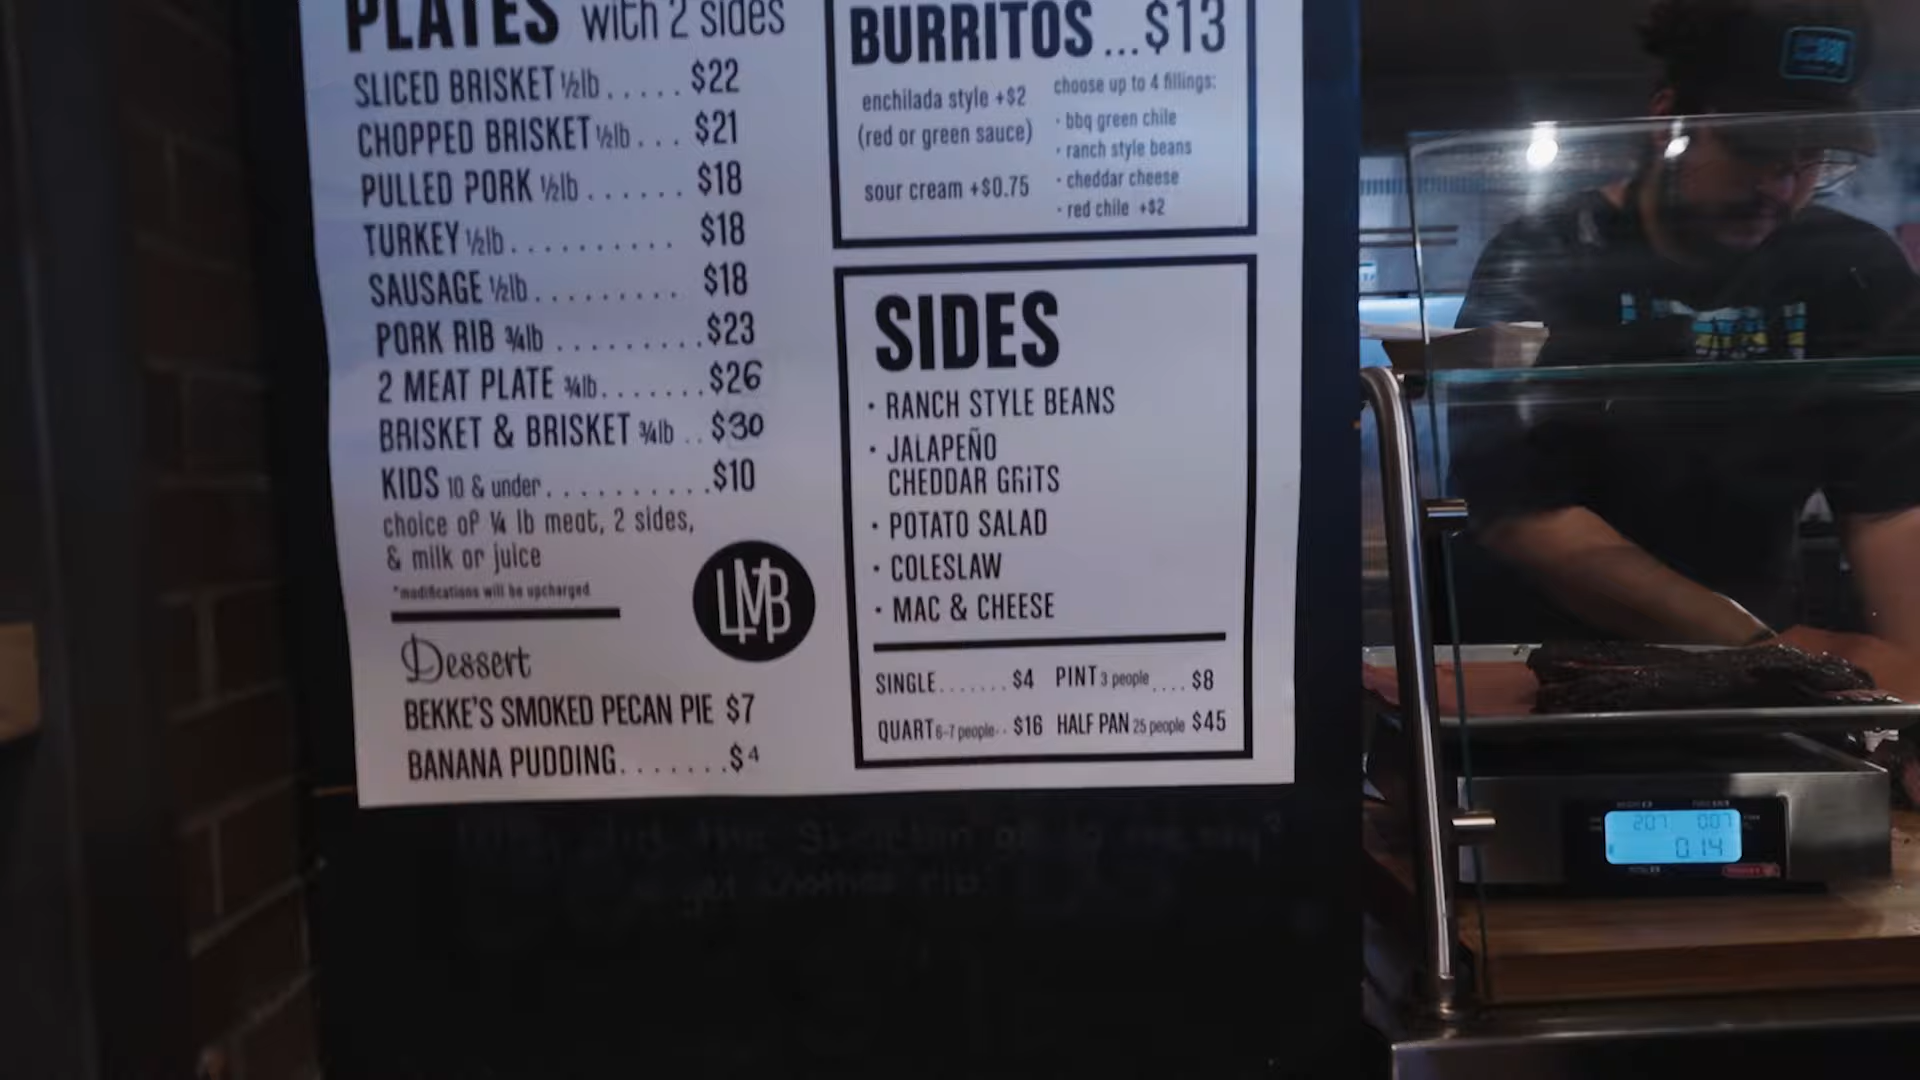 PLATES with 2 sides
SLICED BRISKET ½lb ..... $22
CHOPPED BRISKET ½lb ... $21
PULLED PORK ½lb ...... $18
TURKEY ½lb .......... $18
SAUSAGE ½lb ......... $18
PORK RIB ¾lb ......... $23
2 MEAT PLATE ¾lb ....... $26
BRISKET & BRISKET ¾lb .. $30
KIDS 10 & under .......... $10
choice of ¼ lb meat, 2 sides,
& milk or juice
*modifications will be upcharged
LMB
Dessert
BEKKE'S SMOKED PECAN PIE $7
BANANA PUDDING ....... $4
BURRITOS ... $13
enchilada style +$2
(red or green sauce)
sour cream +$0.75
choose up to 4 fillings:
· bbq green chile
· ranch style beans
· cheddar cheese
· red chile +$2
SIDES
· RANCH STYLE BEANS
· JALAPEÑO
CHEDDAR GRITS
· POTATO SALAD
· COLESLAW
· MAC & CHEESE
SINGLE ....... $4 PINT 3 people .... $8
QUART 6-7 people .. $16 HALF PAN 25 people $45
207 0.07
0.14